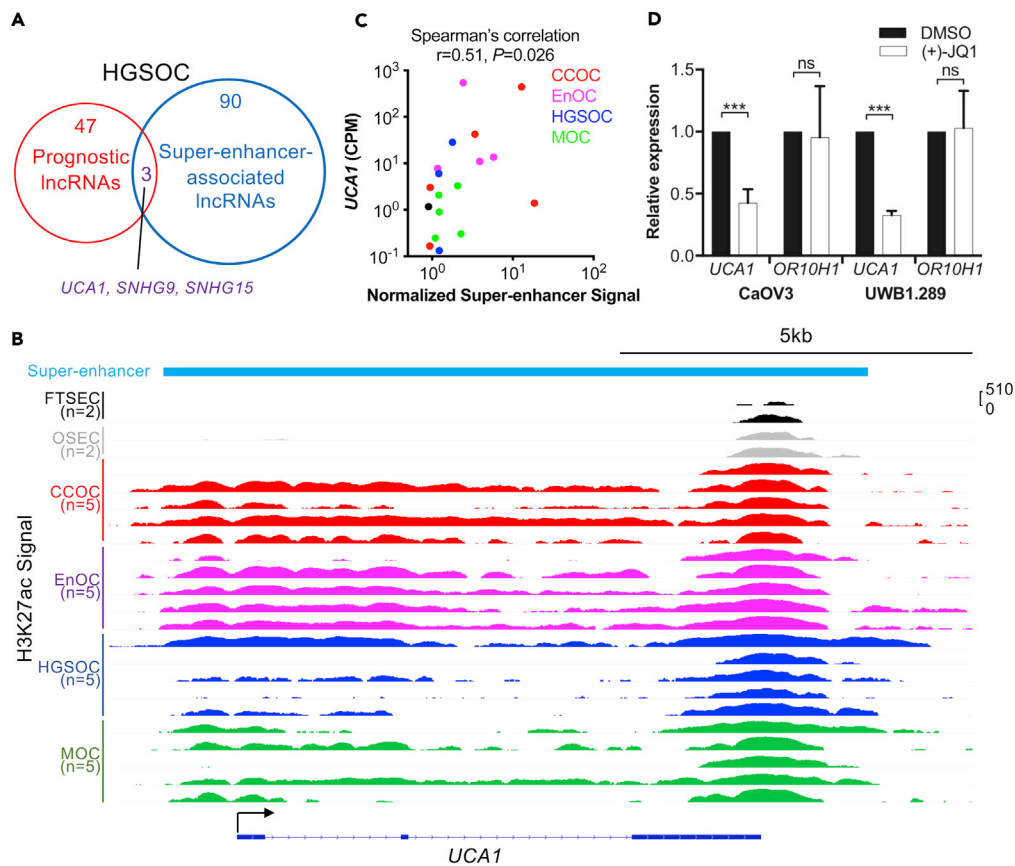 A
HGSOC
47
Prognostic
lncRNAs
3
90
Super-enhancer-
associated
lncRNAs
UCA1, SNHG9, SNHG15
C
Spearman's correlation
r=0.51, P=0.026
UCA1 (CPM)
10³
10²
10¹
10⁰
10⁻¹
CCOC
EnOC
HGSOC
MOC
10⁰ 10¹ 10²
Normalized Super-enhancer Signal
D
DMSO
(+)-JQ1
Relative expression
1.5
1.0
0.5
0.0
*** ns *** ns
UCA1 OR10H1 UCA1 OR10H1
CaOV3 UWB1.289
B
5kb
Super-enhancer
510
0
H3K27ac Signal
FTSEC
(n=2)
OSEC
(n=2)
CCOC
(n=5)
EnOC
(n=5)
HGSOC
(n=5)
MOC
(n=5)
UCA1